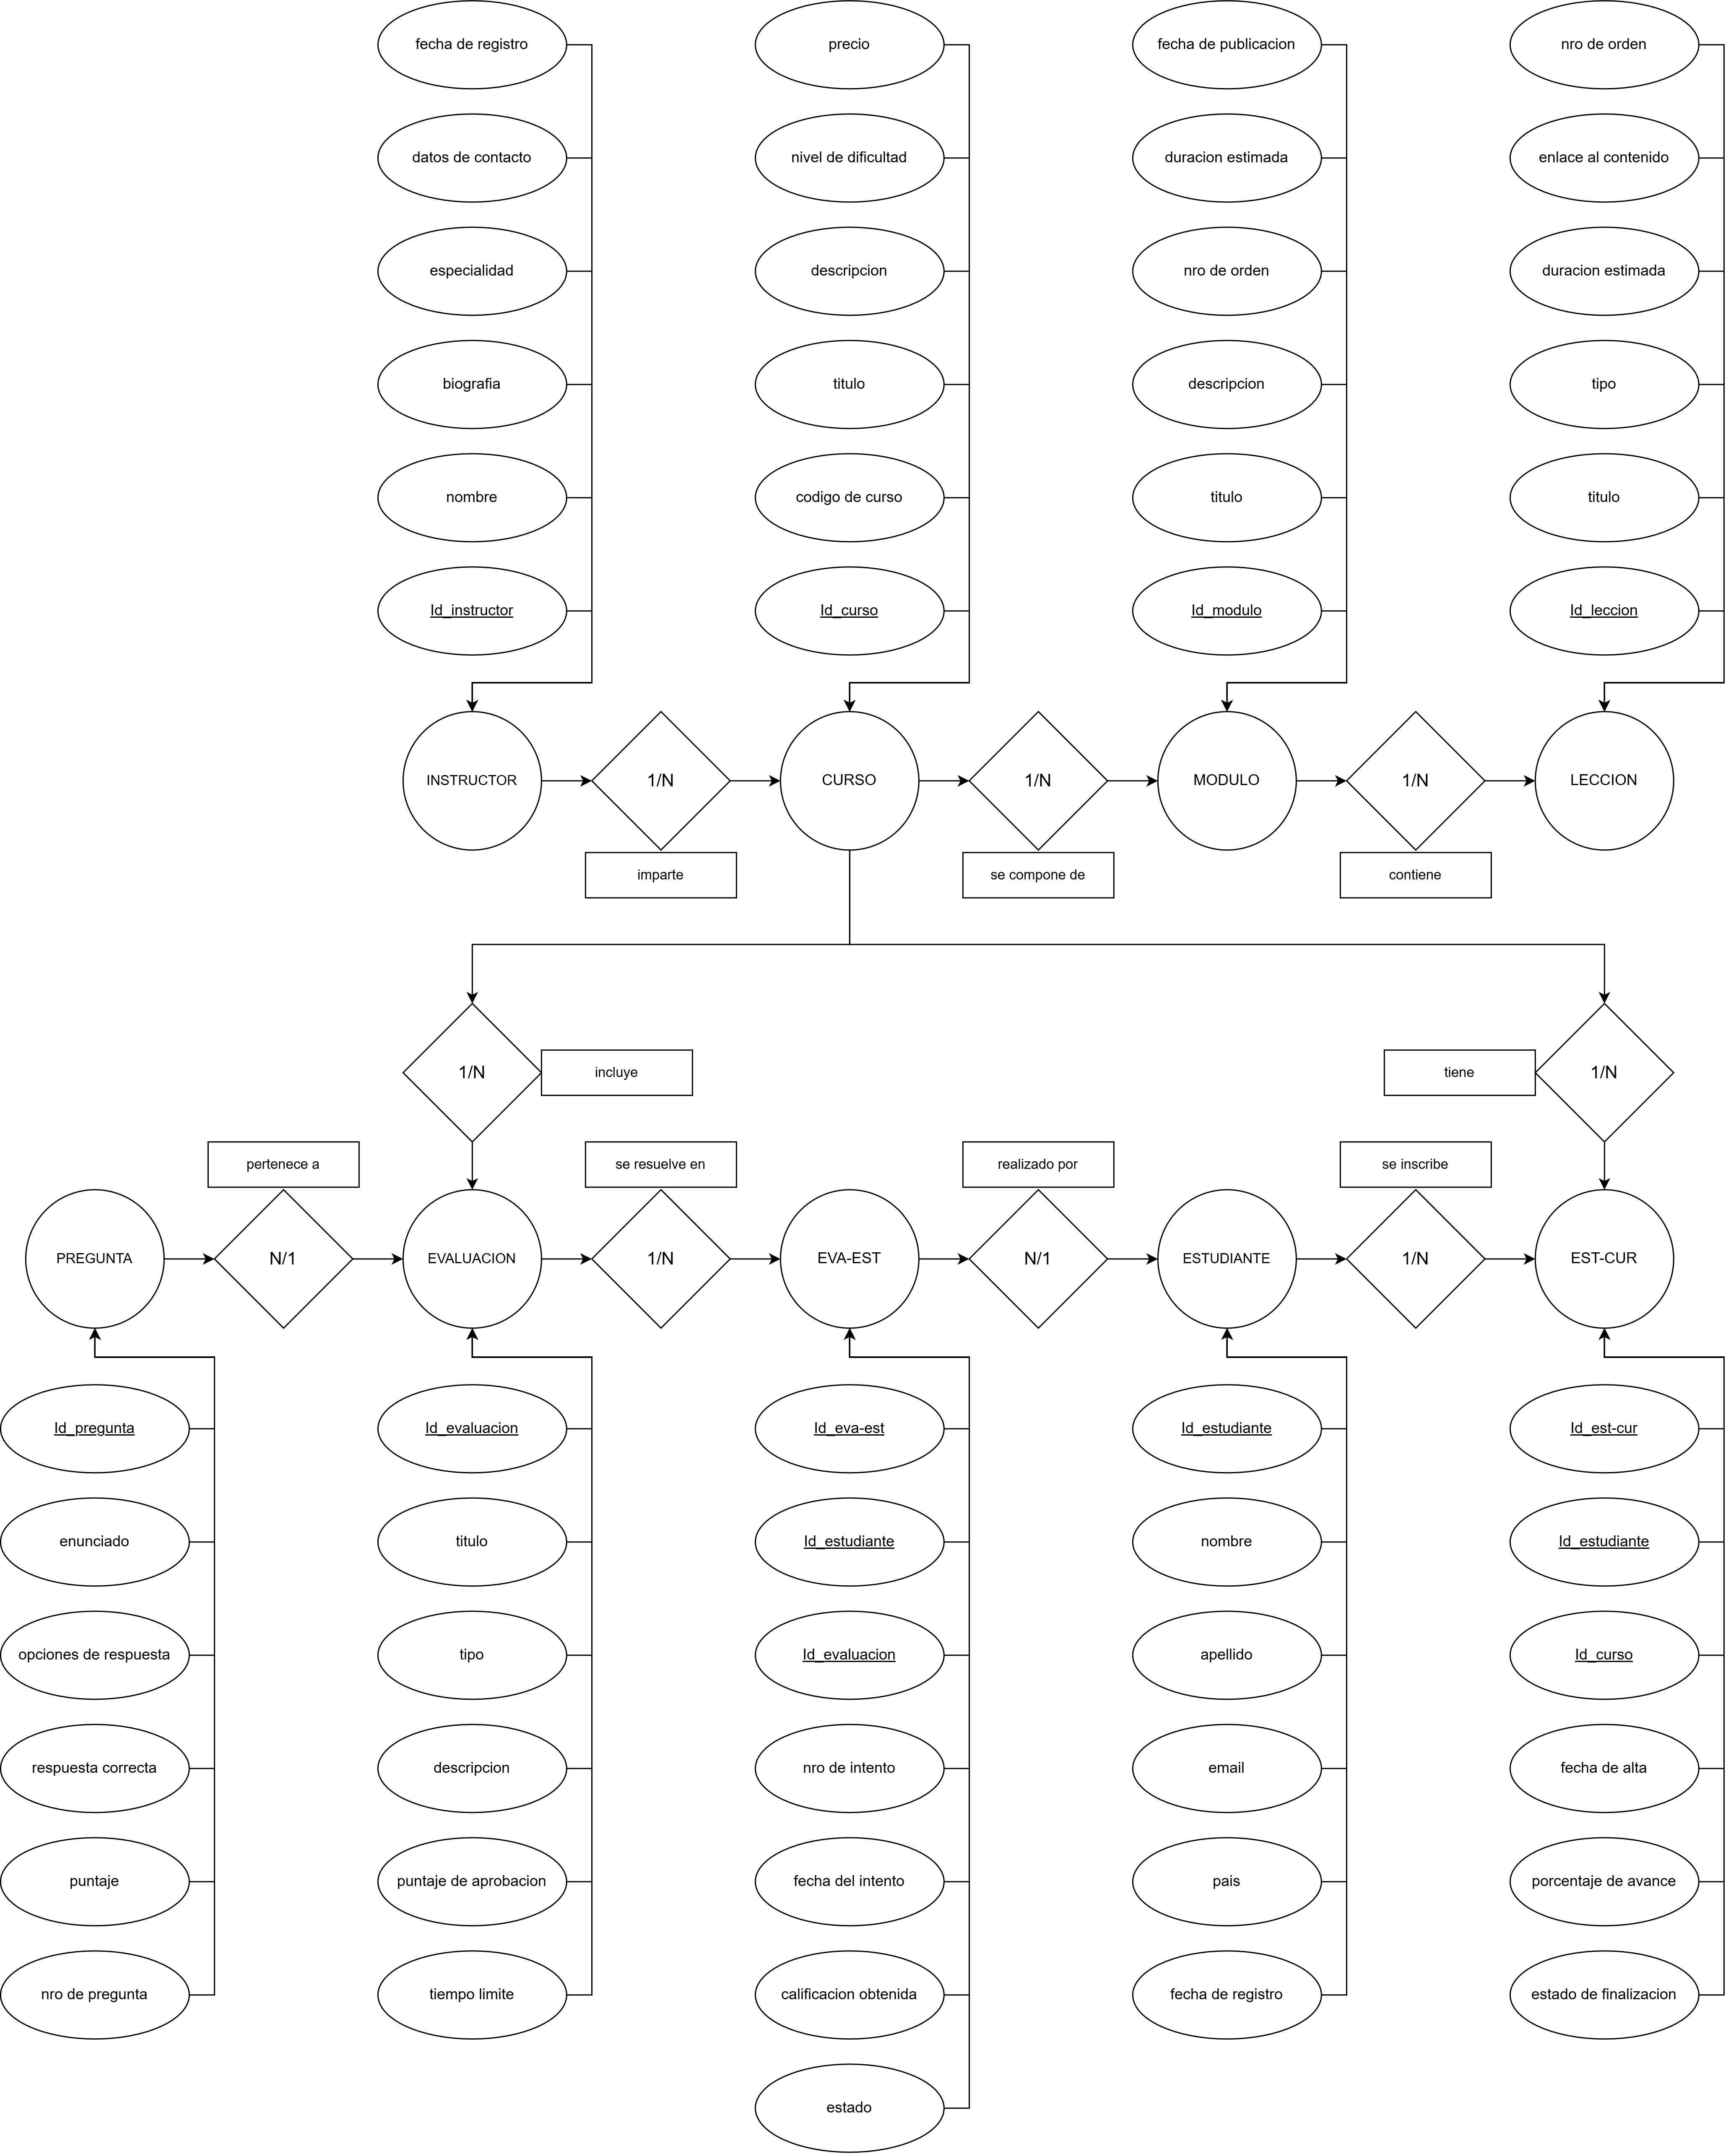 fecha de registro
precio
fecha de publicacion
nro de orden
datos de contacto
nivel de dificultad
duracion estimada
enlace al contenido
especialidad
descripcion
nro de orden
duracion estimada
biografia
titulo
descripcion
tipo
nombre
codigo de curso
titulo
titulo
Id_instructor
Id_curso
Id_modulo
Id_leccion
INSTRUCTOR
1/N
CURSO
1/N
MODULO
1/N
LECCION
imparte
se compone de
contiene
1/N
incluye
tiene
1/N
pertenece a
se resuelve en
realizado por
se inscribe
PREGUNTA
N/1
EVALUACION
1/N
EVA-EST
N/1
ESTUDIANTE
1/N
EST-CUR
Id_pregunta
Id_evaluacion
Id_eva-est
Id_estudiante
Id_est-cur
enunciado
titulo
Id_estudiante
nombre
Id_estudiante
opciones de respuesta
tipo
Id_evaluacion
apellido
Id_curso
respuesta correcta
descripcion
nro de intento
email
fecha de alta
puntaje
puntaje de aprobacion
fecha del intento
pais
porcentaje de avance
nro de pregunta
tiempo limite
calificacion obtenida
fecha de registro
estado de finalizacion
estado